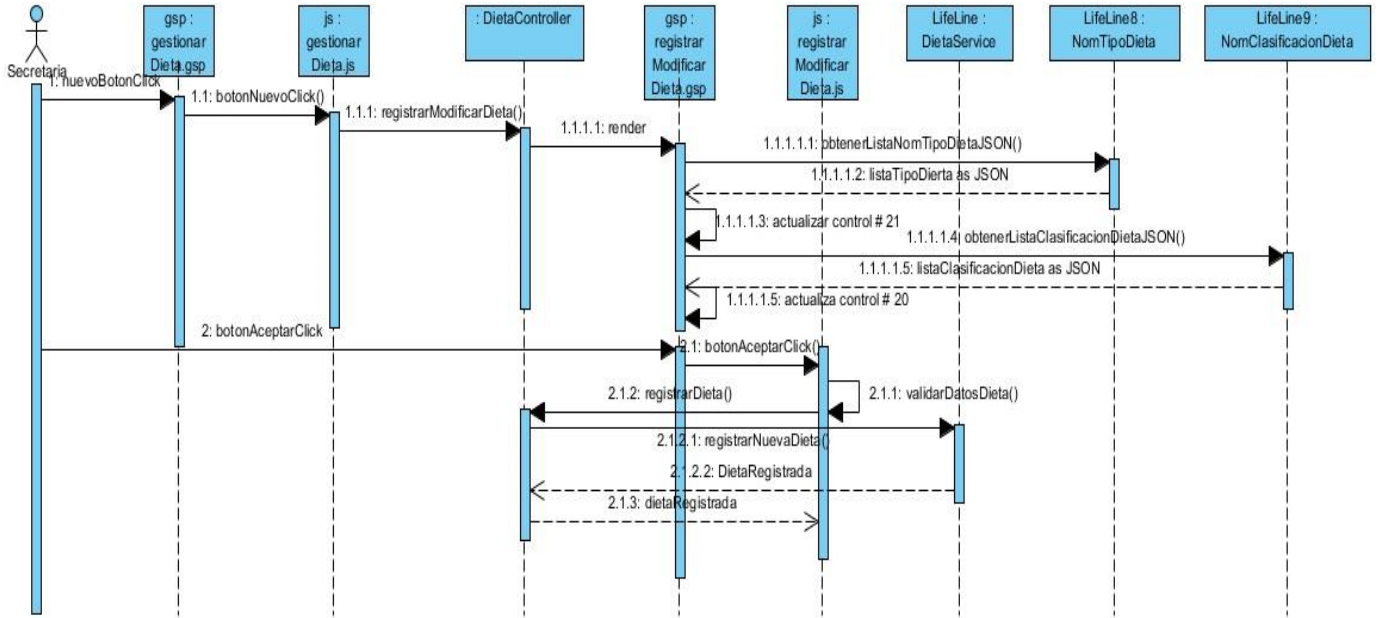 Secretaria
gsp :
gestionar
Dieta.gsp
js :
gestionar
Dieta.js
: DietaController
gsp :
registrar
Modificar
Dieta.gsp
js :
registrar
Modificar
Dieta.js
LifeLine :
DietaService
LifeLine8 :
NomTipoDieta
LifeLine9 :
NomClasificacionDieta
1: nuevoBotonClick
1.1: botonNuevoClick()
1.1.1: registrarModificarDieta()
1.1.1.1: render
1.1.1.1.1: obtenerListaNomTipoDietaJSON()
1.1.1.1.2: listaTipoDierta as JSON
1.1.1.1.3: actualizar control # 21
1.1.1.1.4: obtenerListaClasificacionDietaJSON()
1.1.1.1.5: listaClasificacionDieta as JSON
1.1.1.1.5: actualiza control # 20
2: botonAceptarClick
2.1: botonAceptarClick()
2.1.1: validarDatosDieta()
2.1.2: registrarDieta()
2.1.2.1: registrarNuevaDieta()
2.1.2.2: DietaRegistrada
2.1.3: dietaRegistrada